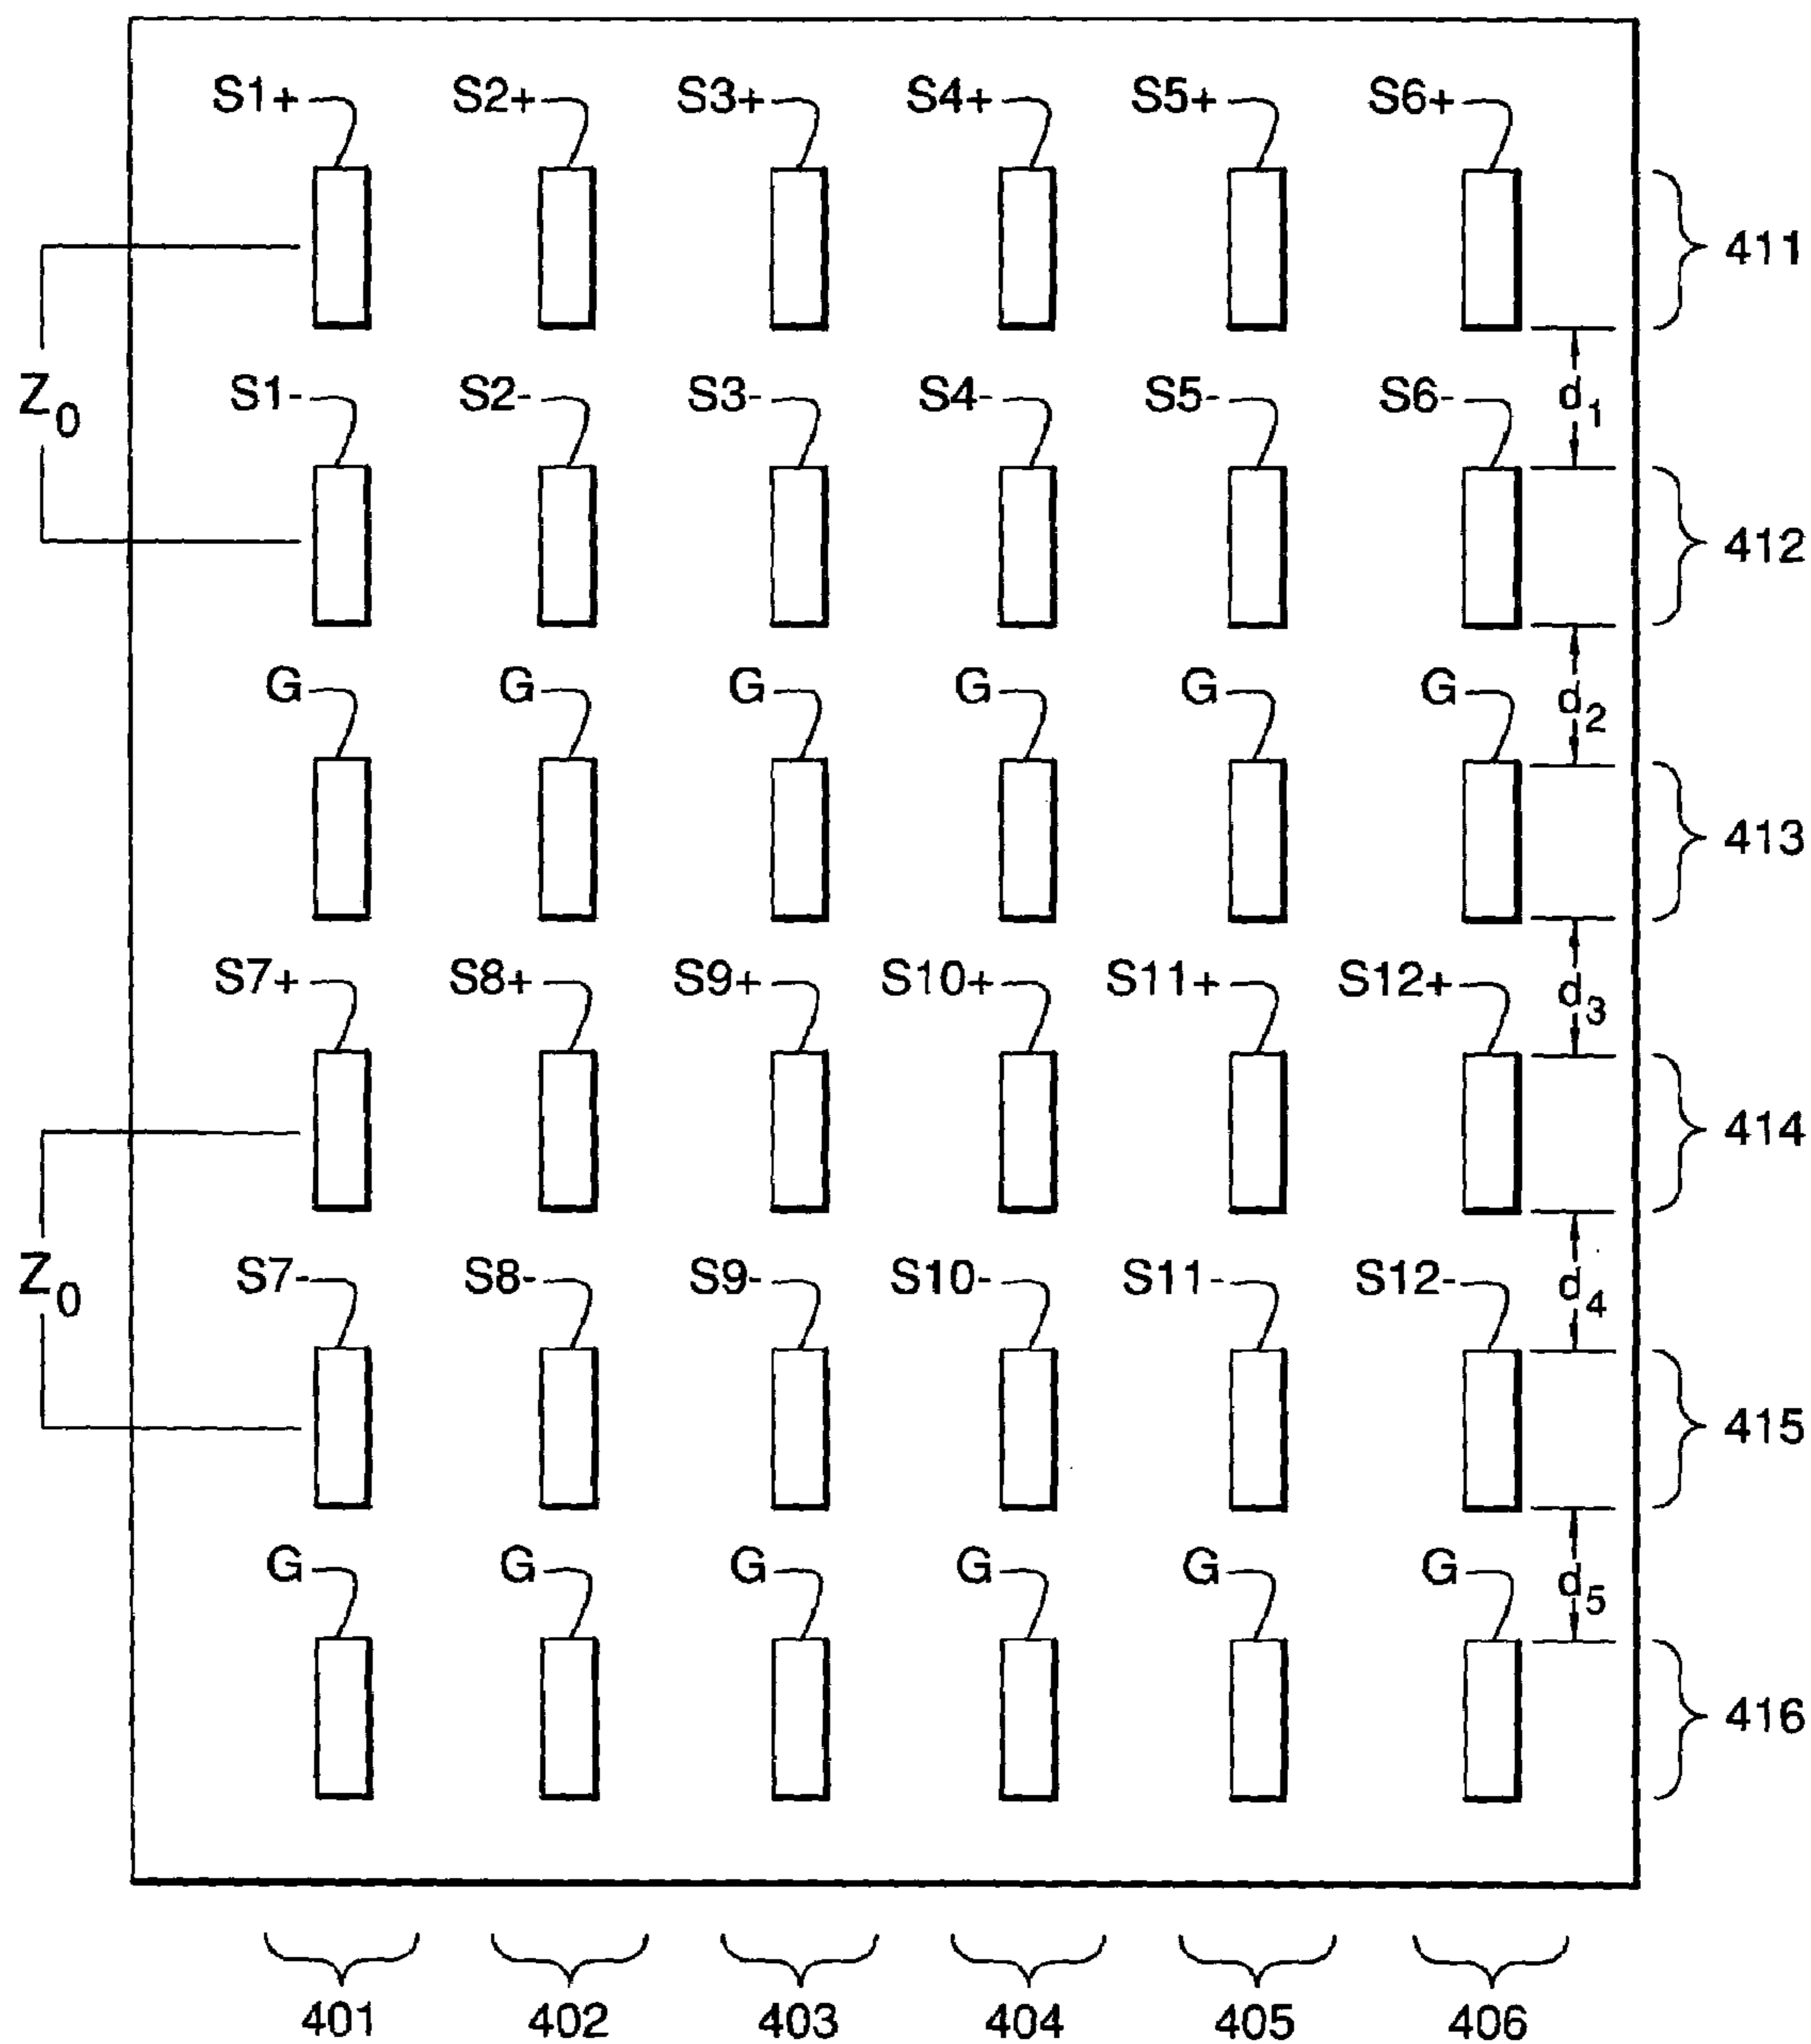 S1+ S2+ S3+ S4+ S5+ S6+
411
Z0 S1- S2- S3- S4- S5- S6- d1
412
G G G G G G d2
413
S7+ S8+ S9+ S10+ S11+ S12+ d3
414
Z0 S7- S8- S9- S10- S11- S12- d4
415
G G G G G G d5
416
401 402 403 404 405 406